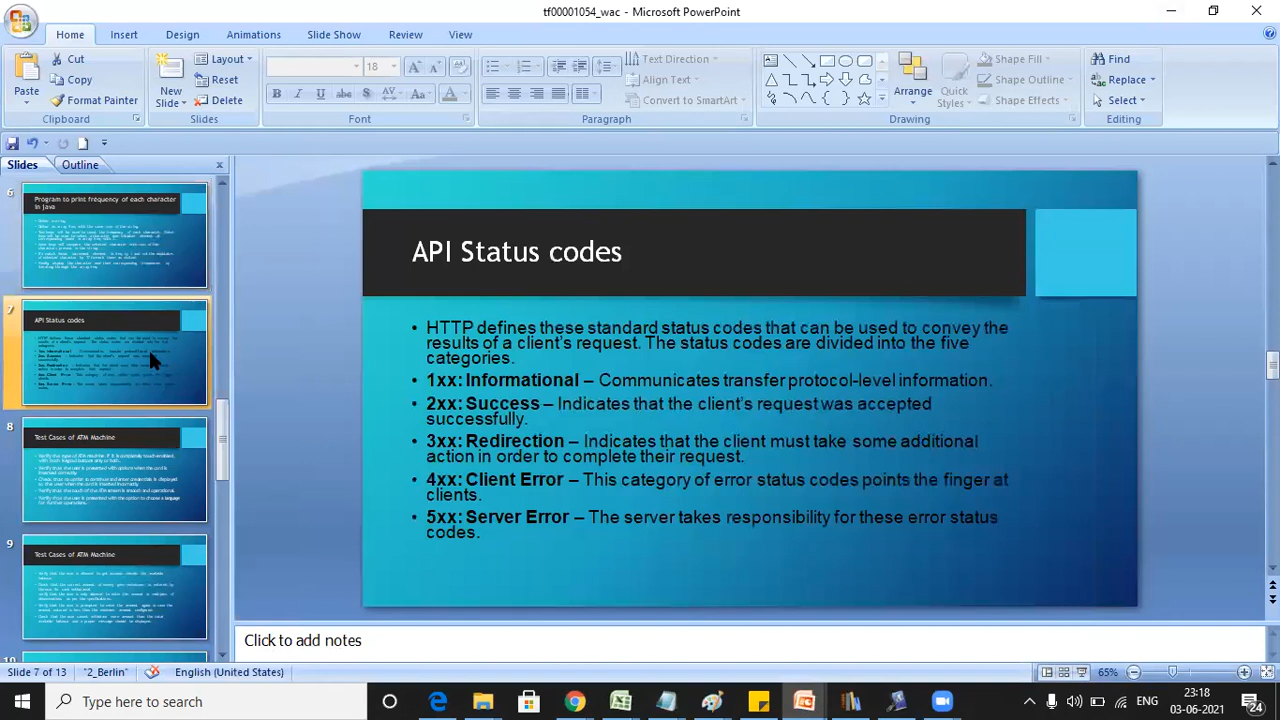 tf00001054_wac - Microsoft PowerPoint
Home Insert Design Animations Slide Show Review View
Paste
Cut
Copy
Format Painter
Clipboard
New
Slide
Layout
Reset
Delete
Slides
18
B I U abe S AV Aa A
Font
Text Direction
Align Text
Convert to SmartArt
Paragraph
Arrange
Quick
Styles
Shape Fill
Shape Outline
Shape Effects
Drawing
Find
Replace
Select
Editing
Slides Outline
6
Program to print frequency of each character
in java
7
API Status codes
8
Test Cases of ATM Machine
9
Test Cases of ATM Machine
API Status codes
• HTTP defines these standard status codes that can be used to convey the
results of a client’s request. The status codes are divided into the five
categories.
• 1xx: Informational – Communicates transfer protocol-level information.
• 2xx: Success – Indicates that the client’s request was accepted
successfully.
• 3xx: Redirection – Indicates that the client must take some additional
action in order to complete their request.
• 4xx: Client Error – This category of error status codes points the finger at
clients.
• 5xx: Server Error – The server takes responsibility for these error status
codes.
Click to add notes
Slide 7 of 13 "2_Berlin" English (United States) 65%
Type here to search
ENG
23:18
03-06-2021
24